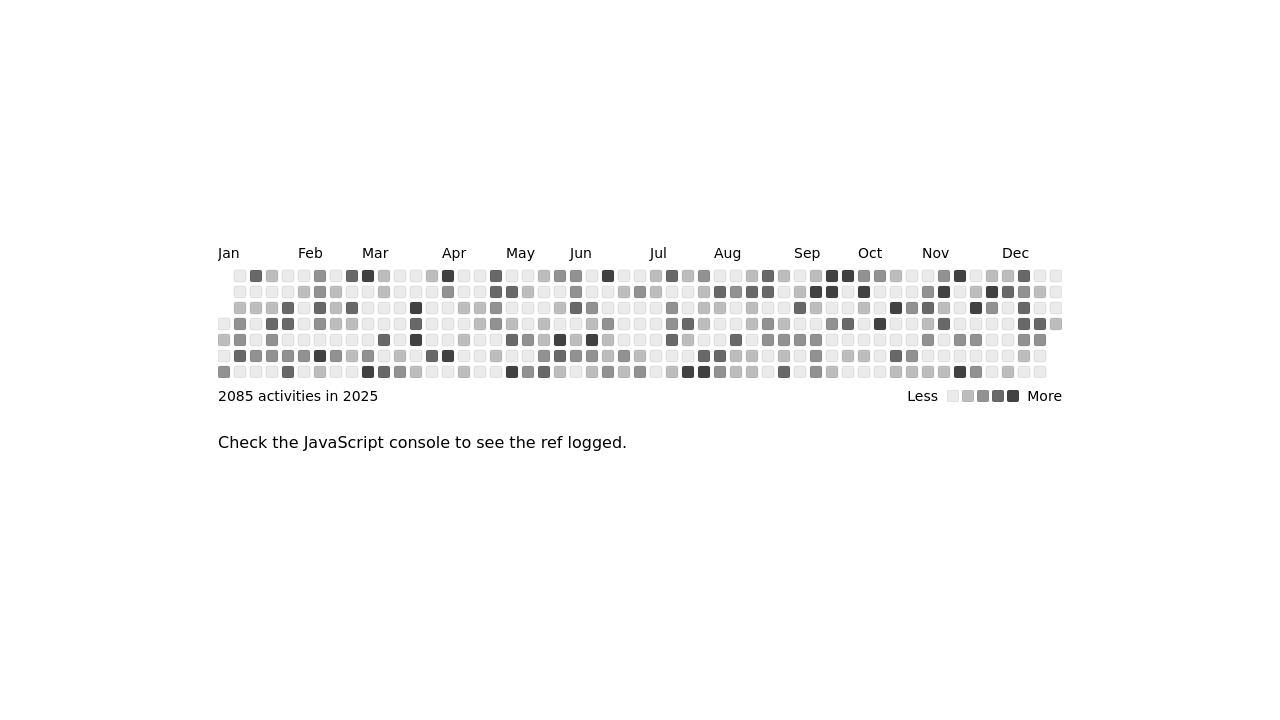 Jan Feb Mar Apr May Jun Jul Aug Sep Oct Nov Dec
2085 activities in 2025 Less More
Check the JavaScript console to see the ref logged.